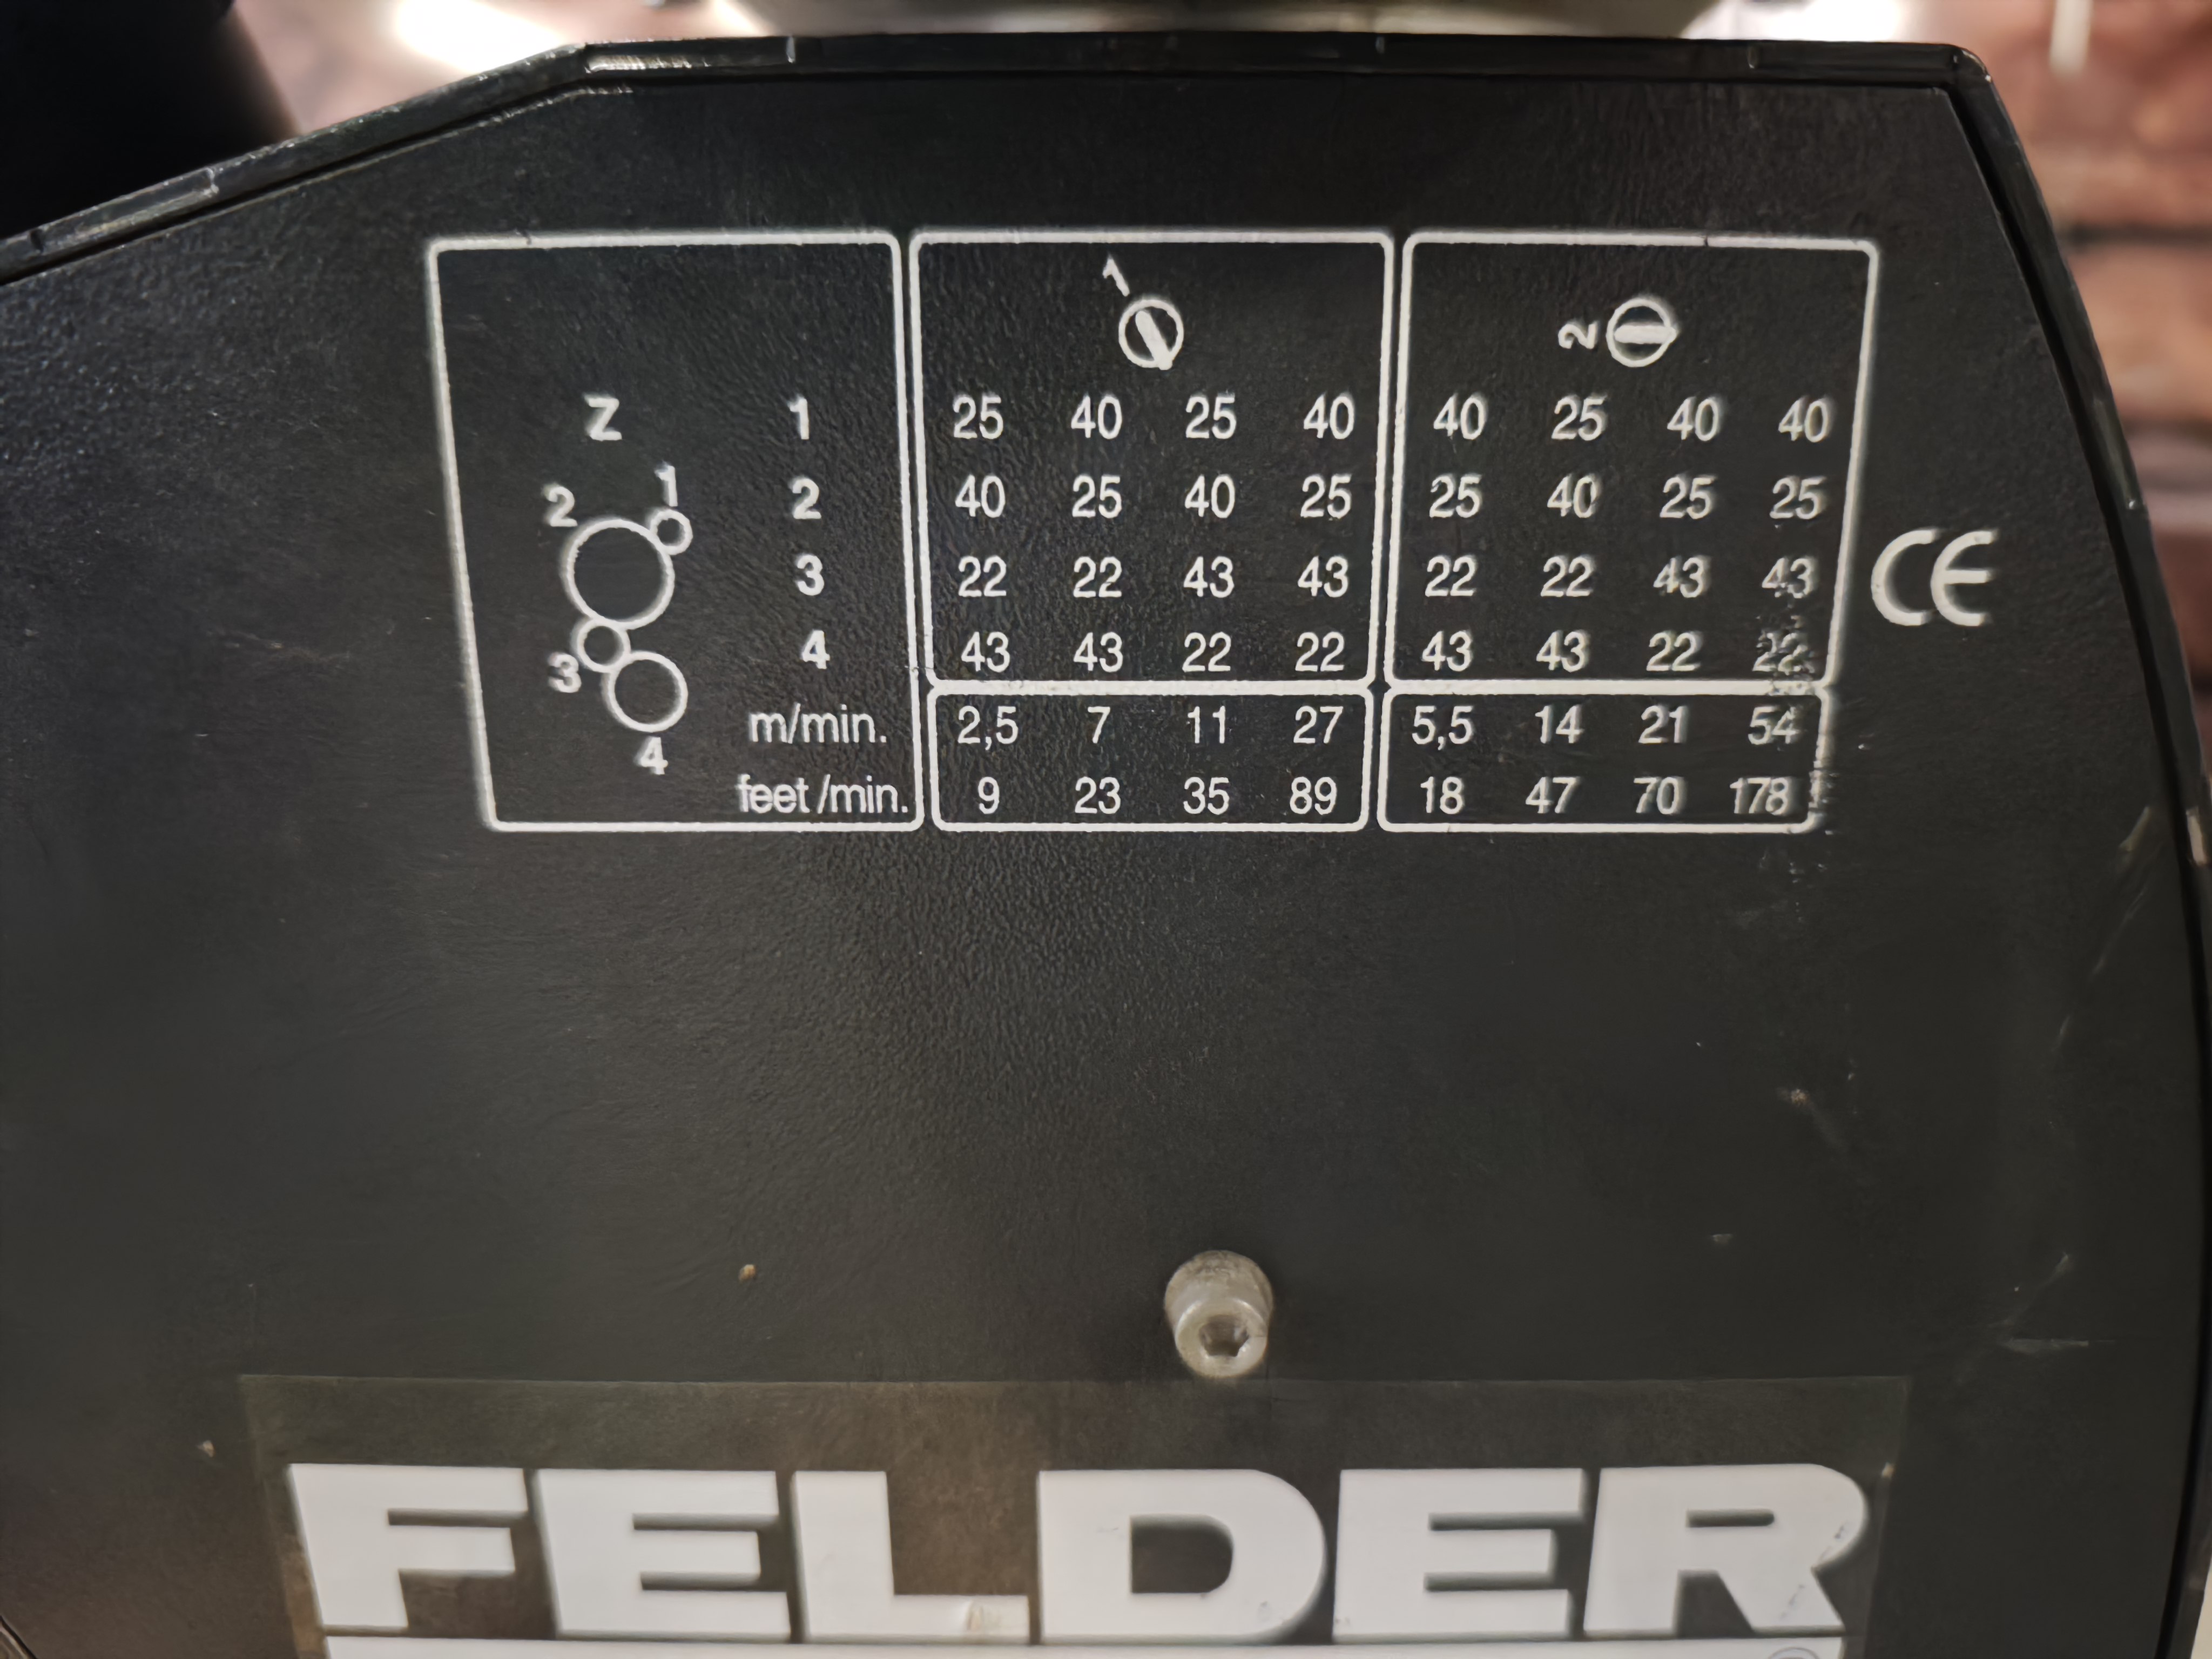 1 2
Z 1 25 40 25 40 40 25 40 40
2 1 2 40 25 40 25 25 40 25 25
3 22 22 43 43 22 22 43 43
3 4 43 43 22 22 43 43 22 22
4 m/min. 2,5 7 11 27 5,5 14 21 54
feet/min. 9 23 35 89 18 47 70 178
CE
FELDER